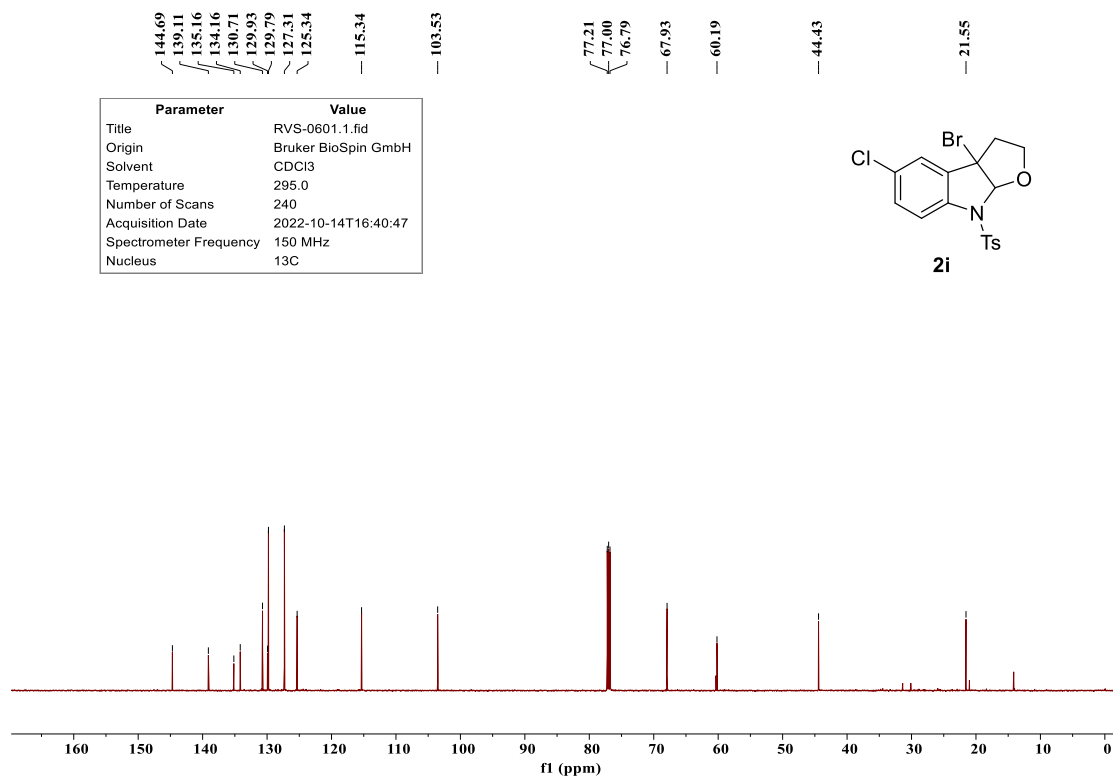 144.69
139.11
135.16
134.16
130.71
129.93
129.79
127.31
125.34
115.34
103.53
77.21
77.00
76.79
67.93
60.19
44.43
21.55
Parameter Value
Title RVS-0601.1.fid
Origin Bruker BioSpin GmbH
Solvent CDCl3
Temperature 295.0
Number of Scans 240
Acquisition Date 2022-10-14T16:40:47
Spectrometer Frequency 150 MHz
Nucleus 13C
Br
Cl
O
N
Ts
2i
160 150 140 130 120 110 100 90 80 70 60 50 40 30 20 10 0
f1 (ppm)